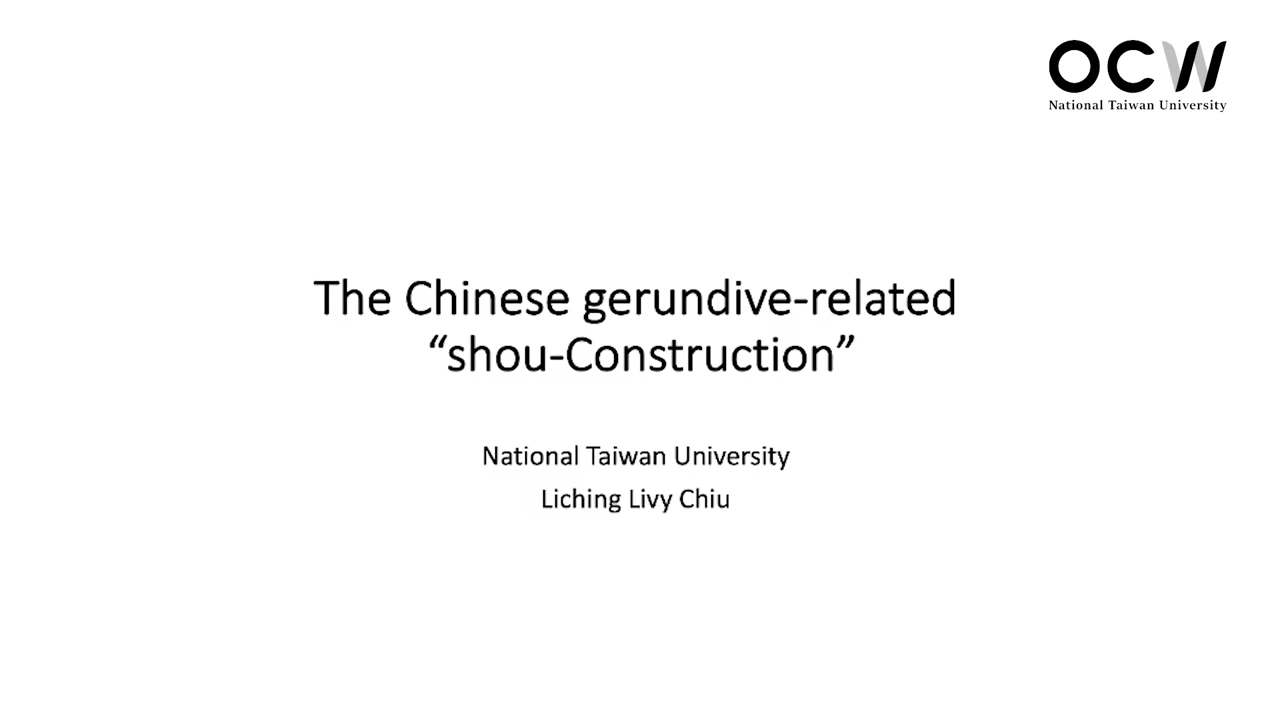 OCW
National Taiwan University
The Chinese gerundive-related
“shou-Construction”
National Taiwan University
Liching Livy Chiu